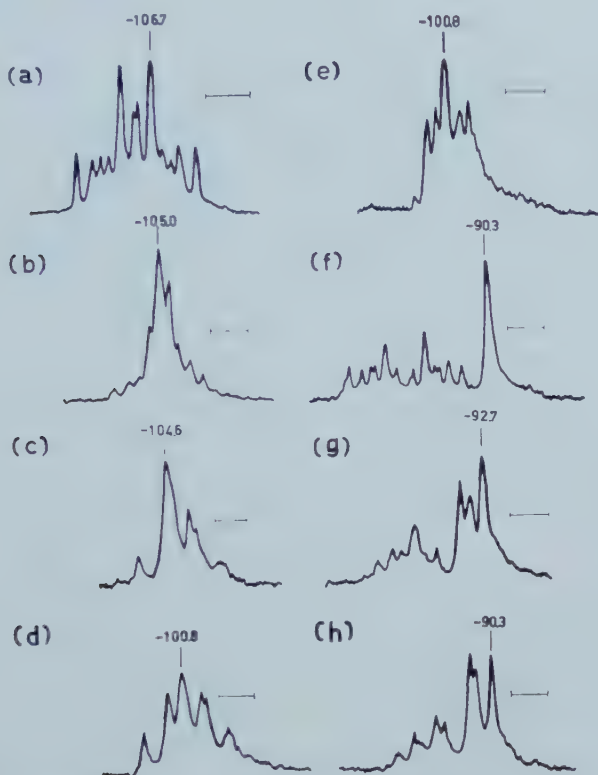 -106.7
(a)
-105.0
(b)
-104.6
(c)
-100.8
(d)
-100.8
(e)
-90.3
(f)
-92.7
(g)
-90.3
(h)